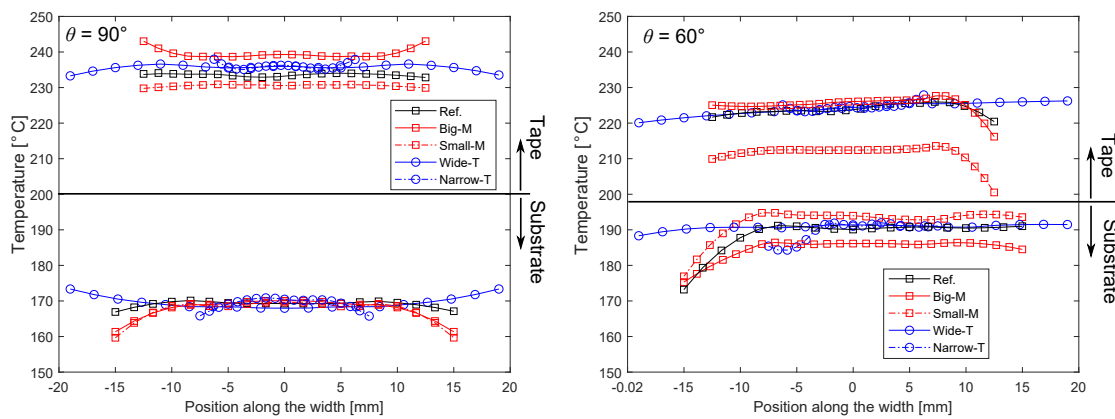 θ = 90°
Temperature [°C]
250
240
230
220
210
200
190
180
170
160
150
-20
-15
-10
-5
0
5
10
15
20
Position along the width [mm]
Ref.
Big-M
Small-M
Wide-T
Narrow-T
Tape
Substrate
θ = 60°
Temperature [°C]
250
240
230
220
210
200
190
180
170
160
150
-0.02
-15
-10
-5
0
5
10
15
20
Position along the width [mm]
Ref.
Big-M
Small-M
Wide-T
Narrow-T
Tape
Substrate